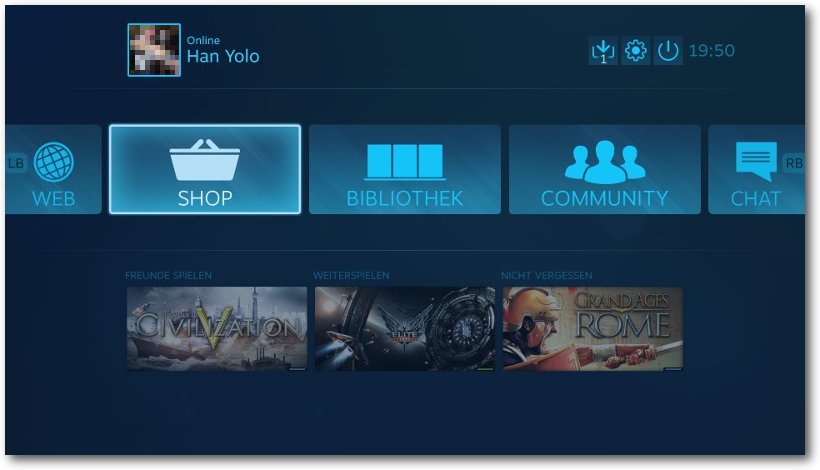 Online
Han Yolo
1
19:50
LB
WEB
SHOP
BIBLIOTHEK
COMMUNITY
CHAT
RB
FREUNDE SPIELEN
WEITERSPIELEN
NICHT VERGESSEN
CIVILIZATION V
ELITE
GRAND AGES
ROME